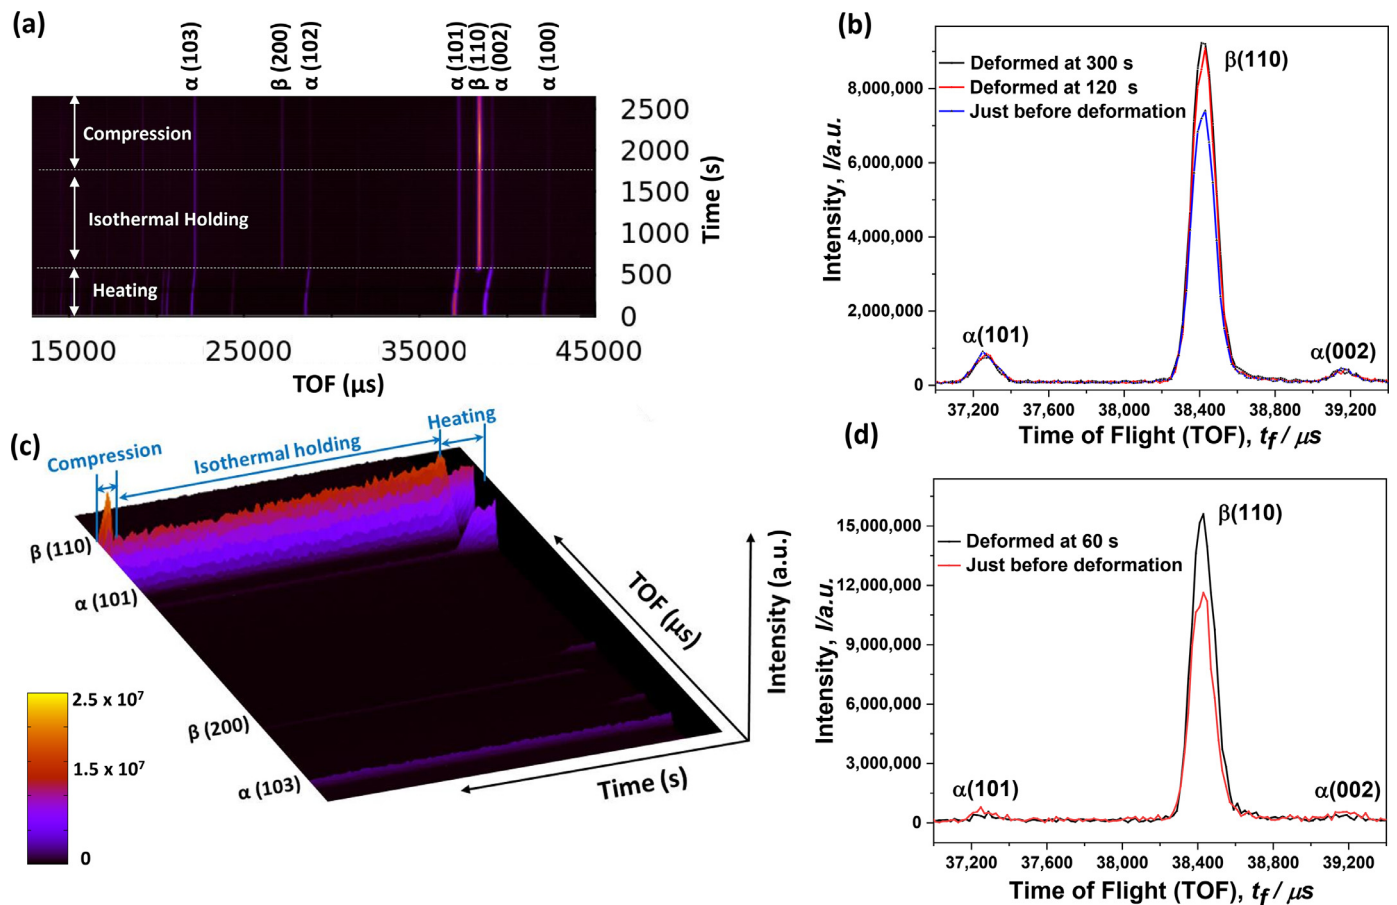 (a)
α (103)
β (200)
α (102)
α (101)
β (110)
α (002)
α (100)
Compression
Isothermal Holding
Heating
2500
2000
1500
1000
500
0
Time (s)
15000 25000 35000 45000
TOF (μs)
(b)
Deformed at 300 s
Deformed at 120 s
Just before deformation
β(110)
α(101)
α(002)
8,000,000
6,000,000
4,000,000
2,000,000
0
Intensity, I/a.u.
37,200 37,600 38,000 38,400 38,800 39,200
Time of Flight (TOF), tf / μs
(c)
Compression
Isothermal holding
Heating
β (110)
α (101)
β (200)
α (103)
TOF (μs)
Time (s)
Intensity (a.u.)
2.5 x 10⁷
1.5 x 10⁷
0
(d)
Deformed at 60 s
Just before deformation
β(110)
α(101)
α(002)
15,000,000
12,000,000
9,000,000
6,000,000
3,000,000
0
Intensity, I/a.u.
37,200 37,600 38,000 38,400 38,800 39,200
Time of Flight (TOF), tf / μs